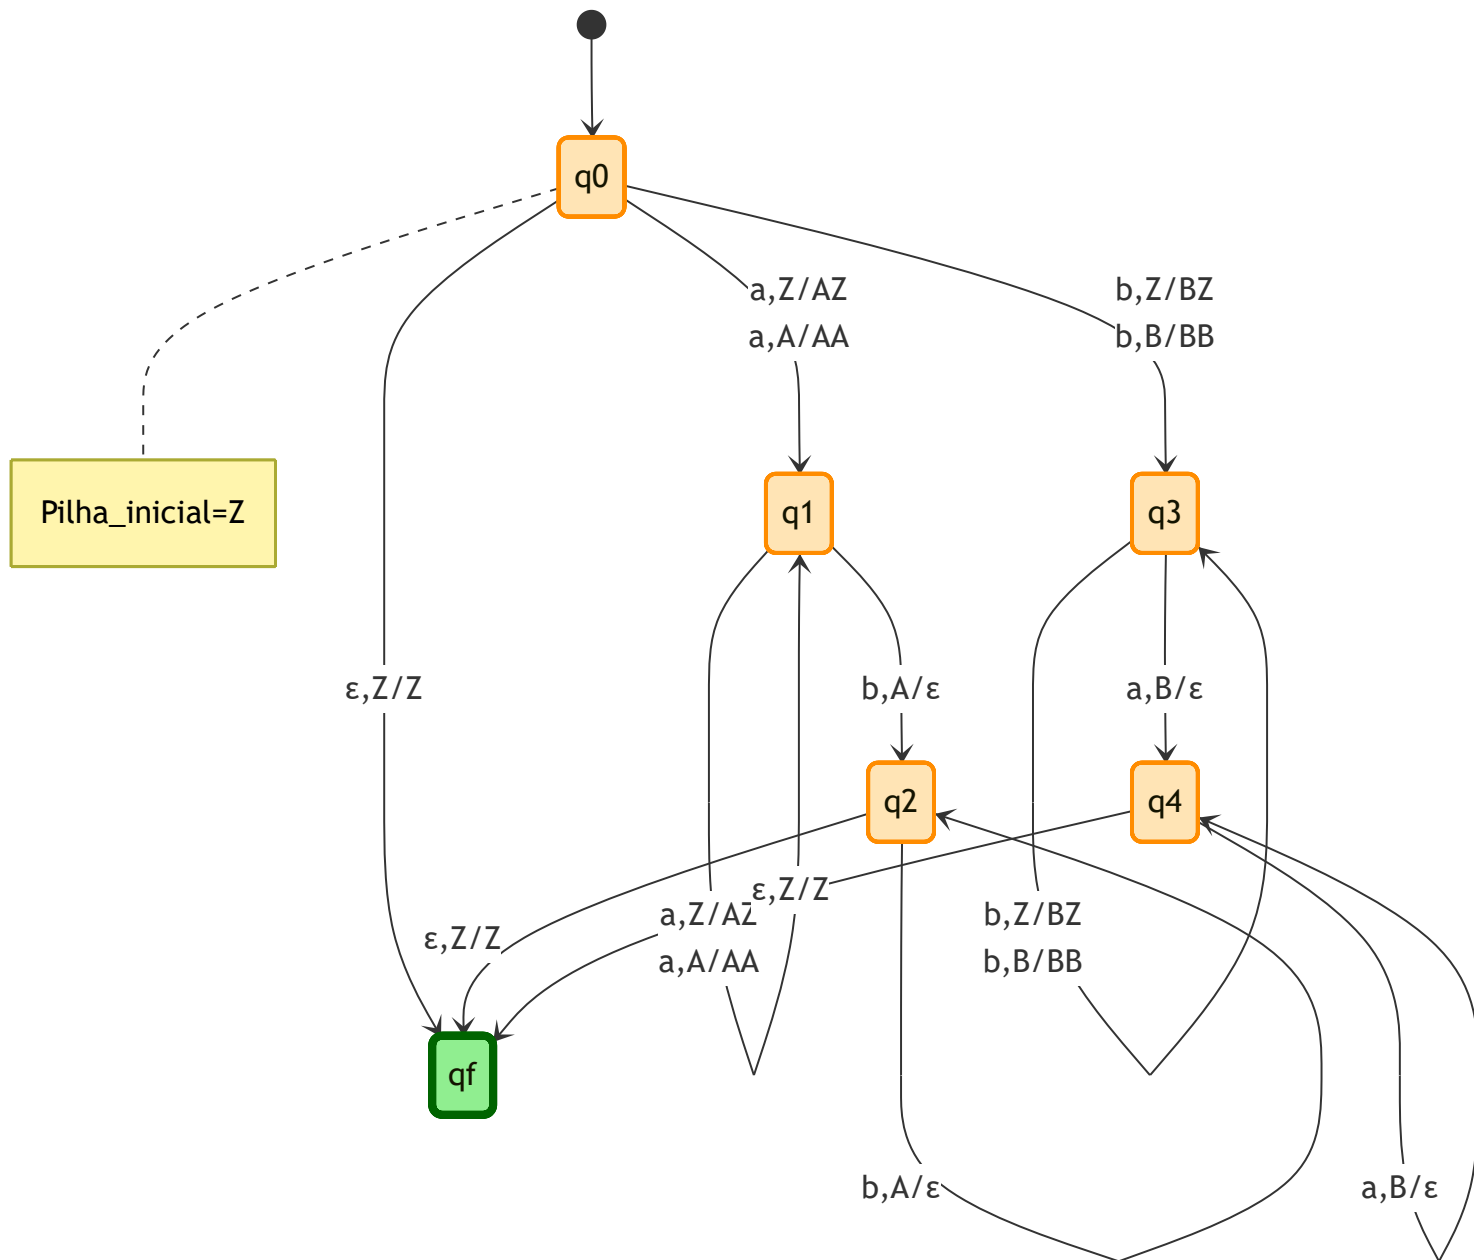 q0
a,Z/AZ
a,A/AA
b,Z/BZ
b,B/BB
Pilha_inicial=Z
q1
q3
ε,Z/Z
b,A/ε
a,B/ε
q2
q4
ε,Z/Z
a,Z/AZ
a,A/AA
b,Z/BZ
b,B/BB
ε,Z/Z
qf
b,A/ε
a,B/ε